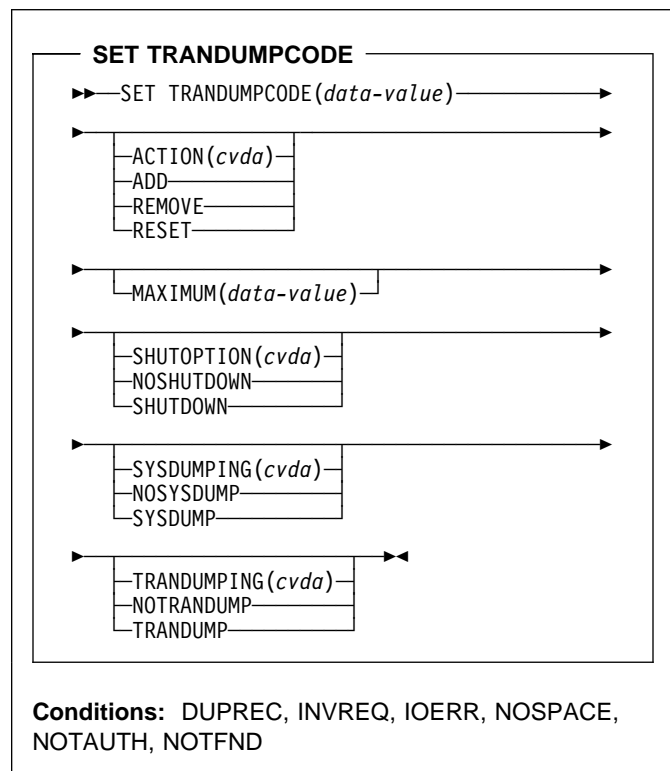 SET TRANDUMPCODE
SET TRANDUMPCODE(data-value)
ACTION(cvda)
ADD
REMOVE
RESET
MAXIMUM(data-value)
SHUTOPTION(cvda)
NOSHUTDOWN
SHUTDOWN
SYSDUMPING(cvda)
NOSYSDUMP
SYSDUMP
TRANDUMPING(cvda)
NOTRANDUMP
TRANDUMP
Conditions: DUPREC, INVREQ, IOERR, NOSPACE,
NOTAUTH, NOTFND